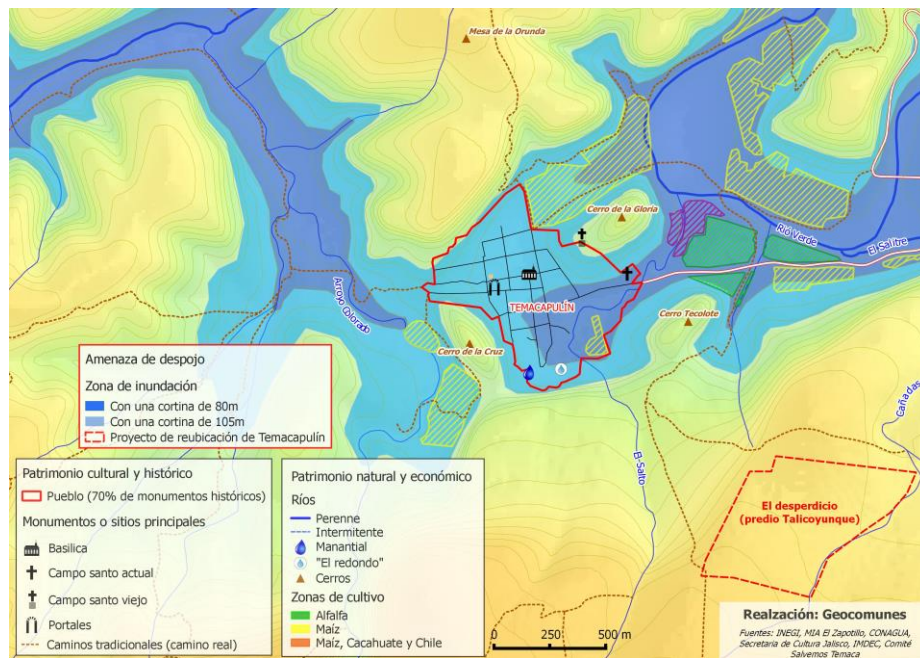 Mesa de la Orunda
Cerro de la Gloria
Rió Verde
El Salitre
Arroyo Colorado
TEMACAPULÍN
Cerro Tecolote
Cerro de la Cruz
Cañadas
El Salto
El desperdicio
(predio Talicoyunque)
Amenaza de despojo
Zona de inundación
Con una cortina de 80m
Con una cortina de 105m
Proyecto de reubicación de Temacapulín
Patrimonio cultural y histórico
Pueblo (70% de monumentos históricos)
Monumentos o sitios principales
Basilica
Campo santo actual
Campo santo viejo
Portales
Caminos tradicionales (camino real)
Patrimonio natural y económico
Ríos
Perenne
Intermitente
Manantial
"El redondo"
Cerros
Zonas de cultivo
Alfalfa
Maíz
Maíz, Cacahuate y Chile
0 250 500 m
Realzación: Geocomunes
Fuentes: INEGI, MIA El Zapotillo, CONAGUA,
Secretaria de Cultura Jalisco, IMDEC, Comité
Salvemos Temaca